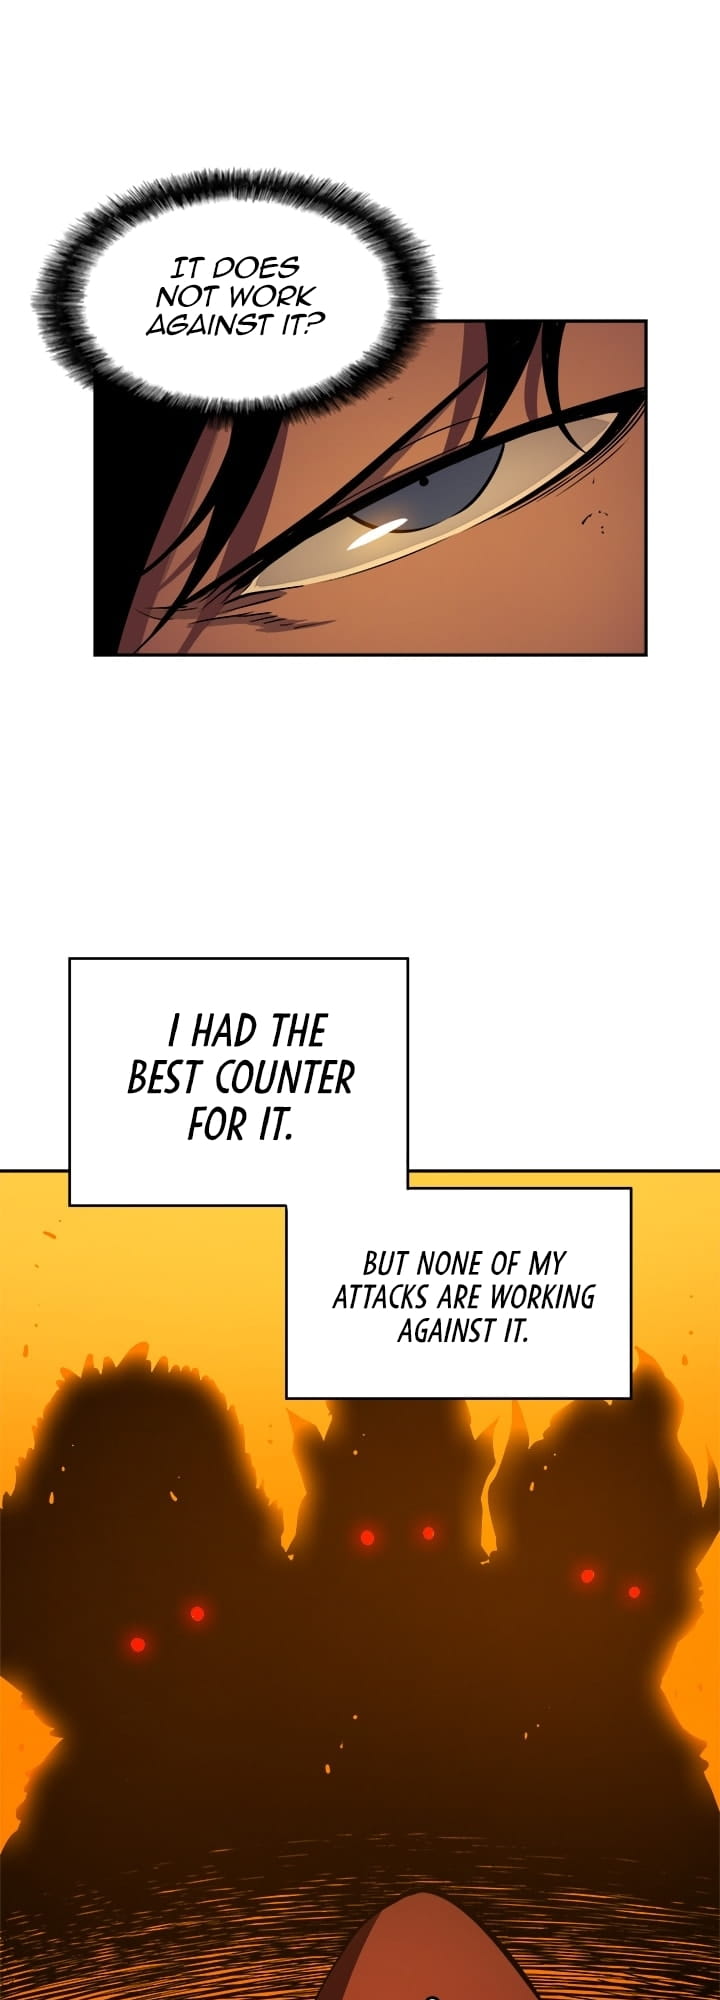 IT DOES
NOT WORK
AGAINST IT?
I HAD THE
BEST COUNTER
FOR IT.
BUT NONE OF MY
ATTACKS ARE WORKING
AGAINST IT.